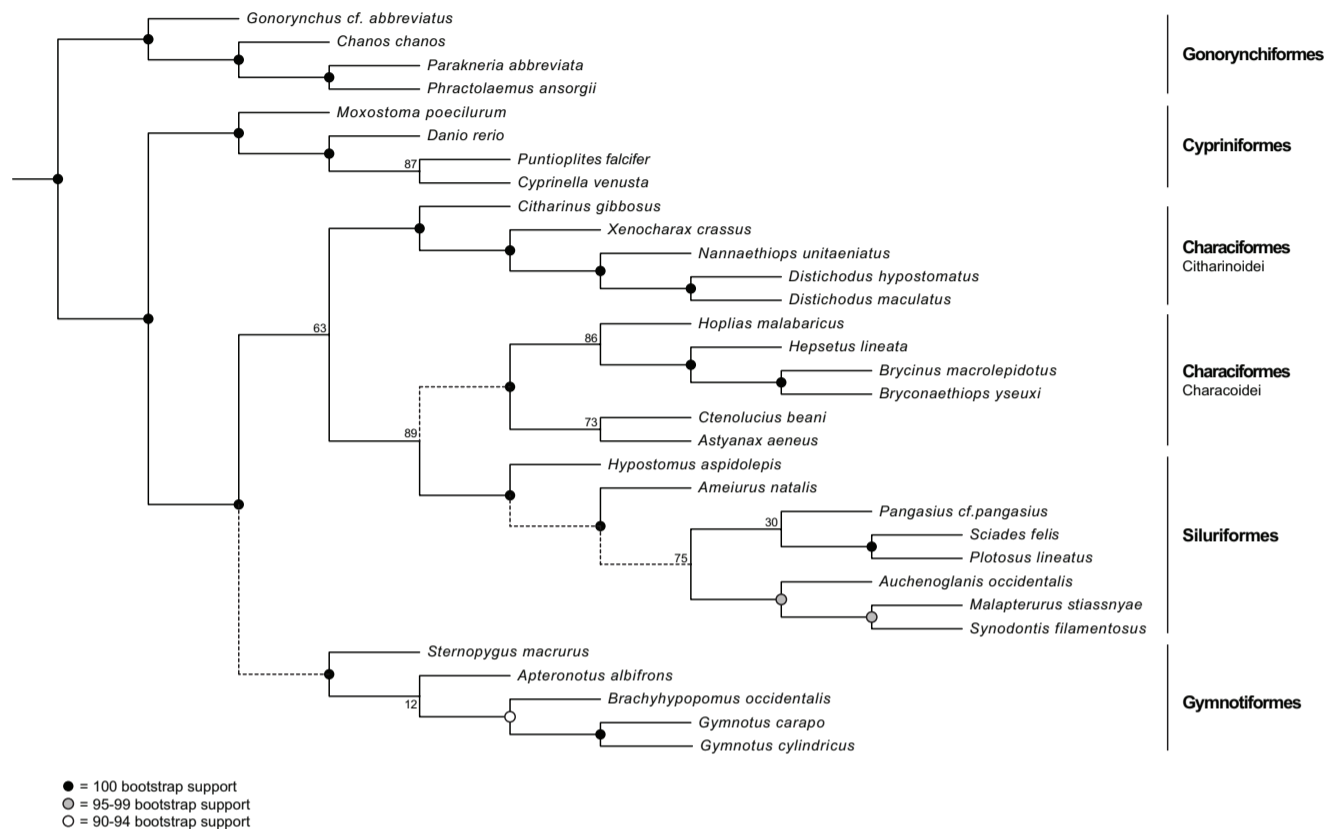 Gonorynchus cf. abbreviatus
Chanos chanos
Parakneria abbreviata
Phractolaemus ansorgii
Gonorynchiformes
Moxostoma poecilurum
Danio rerio
87
Puntioplites falcifer
Cyprinella venusta
Cypriniformes
Citharinus gibbosus
Xenocharax crassus
Nannaethiops unitaeniatus
Distichodus hypostomatus
Distichodus maculatus
Characiformes
Citharinoidei
63
Hoplias malabaricus
86
Hepsetus lineata
Brycinus macrolepidotus
Bryconaethiops yseuxi
73
Ctenolucius beani
Astyanax aeneus
Characiformes
Characoidei
89
Hypostomus aspidolepis
Ameiurus natalis
Pangasius cf.pangasius
30
Sciades felis
Plotosus lineatus
75
Auchenoglanis occidentalis
Malapterurus stiassnyae
Synodontis filamentosus
Siluriformes
Sternopygus macrurus
Apteronotus albifrons
12
Brachyhypopomus occidentalis
Gymnotus carapo
Gymnotus cylindricus
Gymnotiformes
= 100 bootstrap support
= 95-99 bootstrap support
= 90-94 bootstrap support